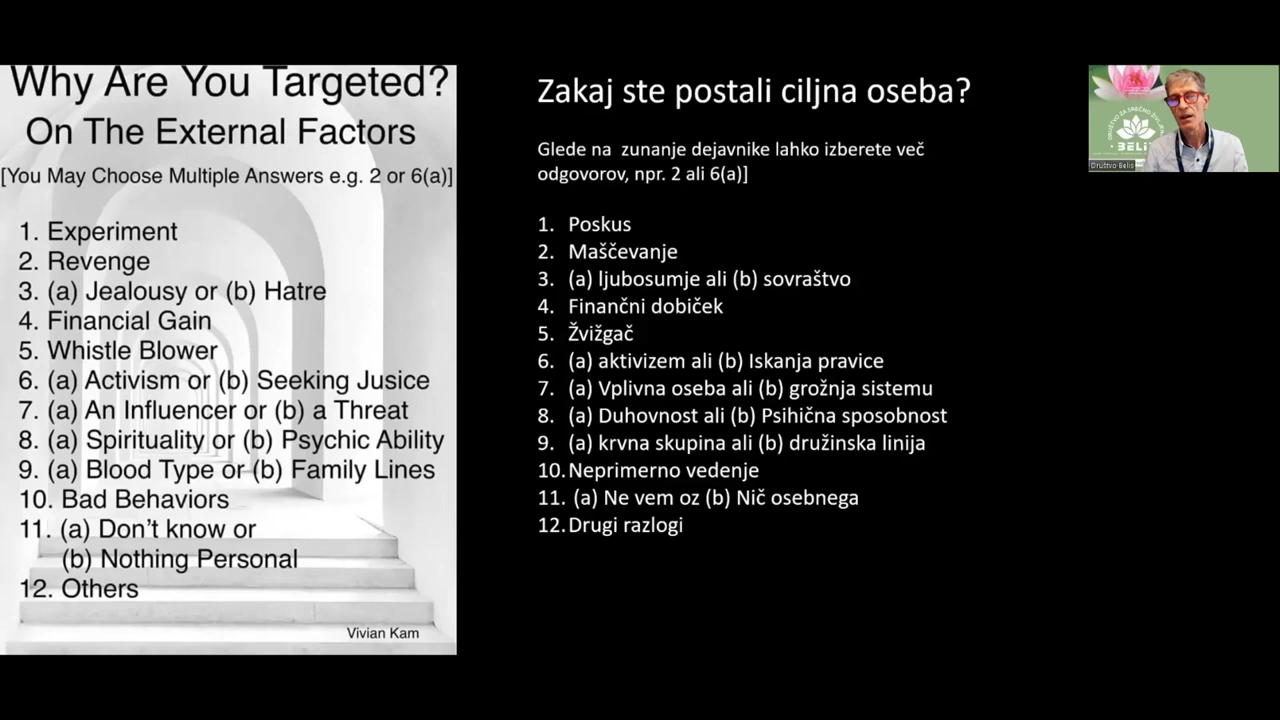 Why Are You Targeted?
On The External Factors
[You May Choose Multiple Answers e.g. 2 or 6(a)]
1. Experiment
2. Revenge
3. (a) Jealousy or (b) Hatre
4. Financial Gain
5. Whistle Blower
6. (a) Activism or (b) Seeking Jusice
7. (a) An Influencer or (b) a Threat
8. (a) Spirituality or (b) Psychic Ability
9. (a) Blood Type or (b) Family Lines
10. Bad Behaviors
11. (a) Don't know or
(b) Nothing Personal
12. Others
Vivian Kam
Zakaj ste postali ciljna oseba?
Glede na zunanje dejavnike lahko izberete več
odgovorov, npr. 2 ali 6(a)]
1. Poskus
2. Maščevanje
3. (a) ljubosumje ali (b) sovraštvo
4. Finančni dobiček
5. Žvižgač
6. (a) aktivizem ali (b) Iskanja pravice
7. (a) Vplivna oseba ali (b) grožnja sistemu
8. (a) Duhovnost ali (b) Psihična sposobnost
9. (a) krvna skupina ali (b) družinska linija
10. Neprimerno vedenje
11. (a) Ne vem oz (b) Nič osebnega
12. Drugi razlogi
DRUŠTVO ZA SREČNO
BELIS
Društvo Belis